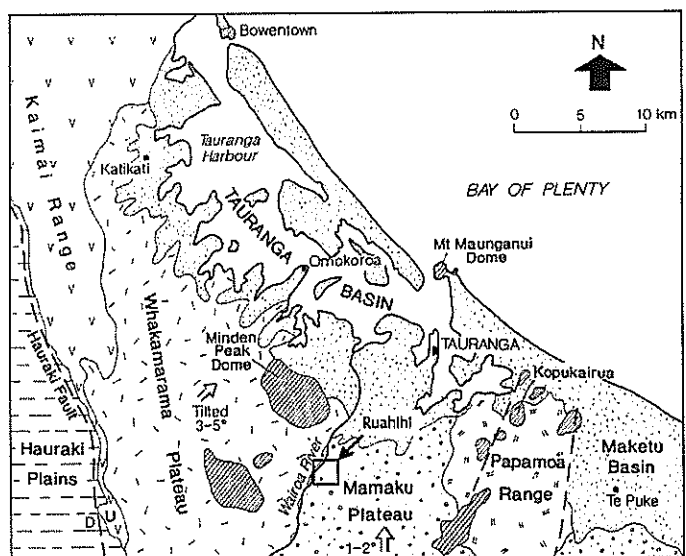 Bowentown
N
0 5 10 km
Kaimai Range
Tauranga
Harbour
Katikati
BAY OF PLENTY
TAURANGA
BASIN
Omokoroa
Mt Maunganui
Dome
Whakamarama
Plateau
Minden
Peak
Dome
TAURANGA
Kopukairua
Hauraki Fault
Tilted
3–5°
Ruahihi
Wairoa River
Hauraki
Plains
Mamaku
Plateau
Papamoa
Range
Maketu
Basin
Te Puke
U
D
1–2°